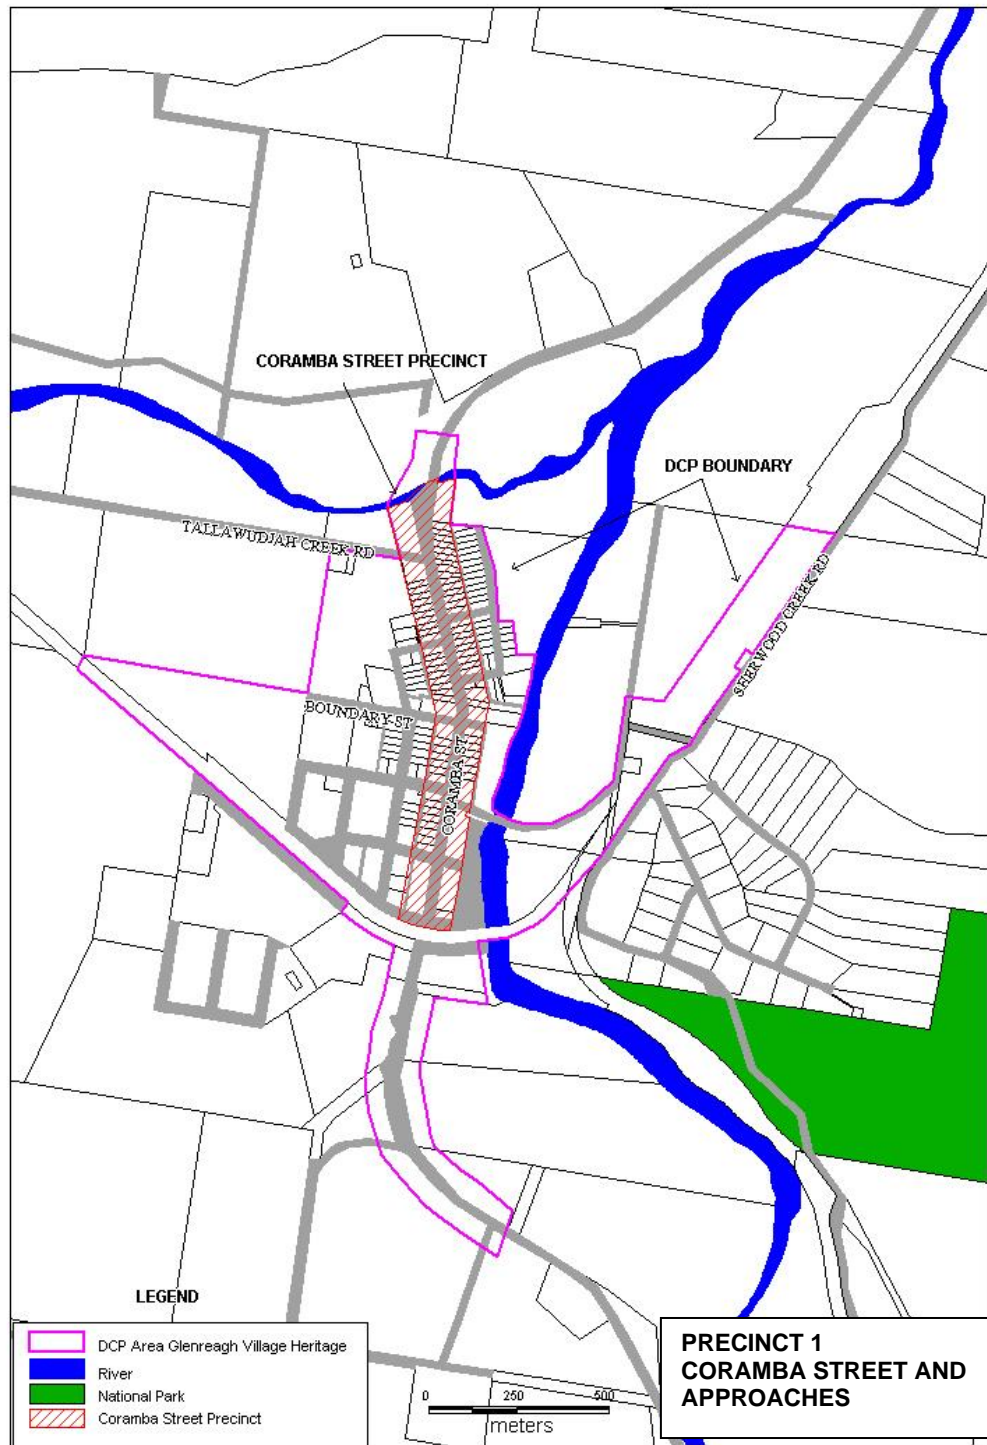 CORAMBA STREET PRECINCT
DCP BOUNDARY
TALLAWUDJAH CREEK RD
SHERWOOD CREEK RD
BOUNDARY ST
CORAMBA ST
LEGEND
DCP Area Glenreagh Village Heritage
River
National Park
Coramba Street Precinct
0 250 500
meters
PRECINCT 1
CORAMBA STREET AND
APPROACHES